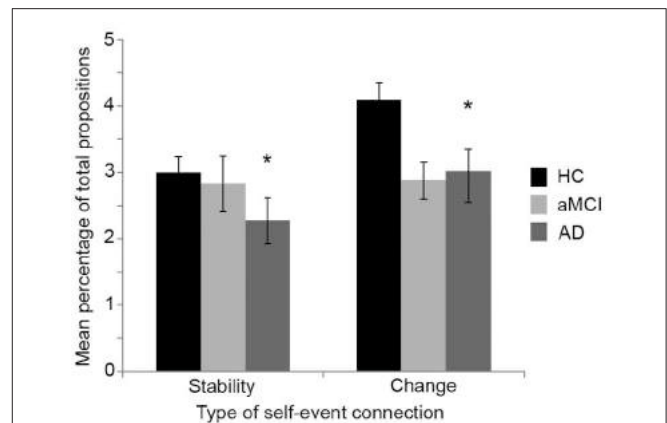 5
4
3
2
1
0
Mean percentage of total propositions
*
*
HC
aMCI
AD
Stability
Change
Type of self-event connection